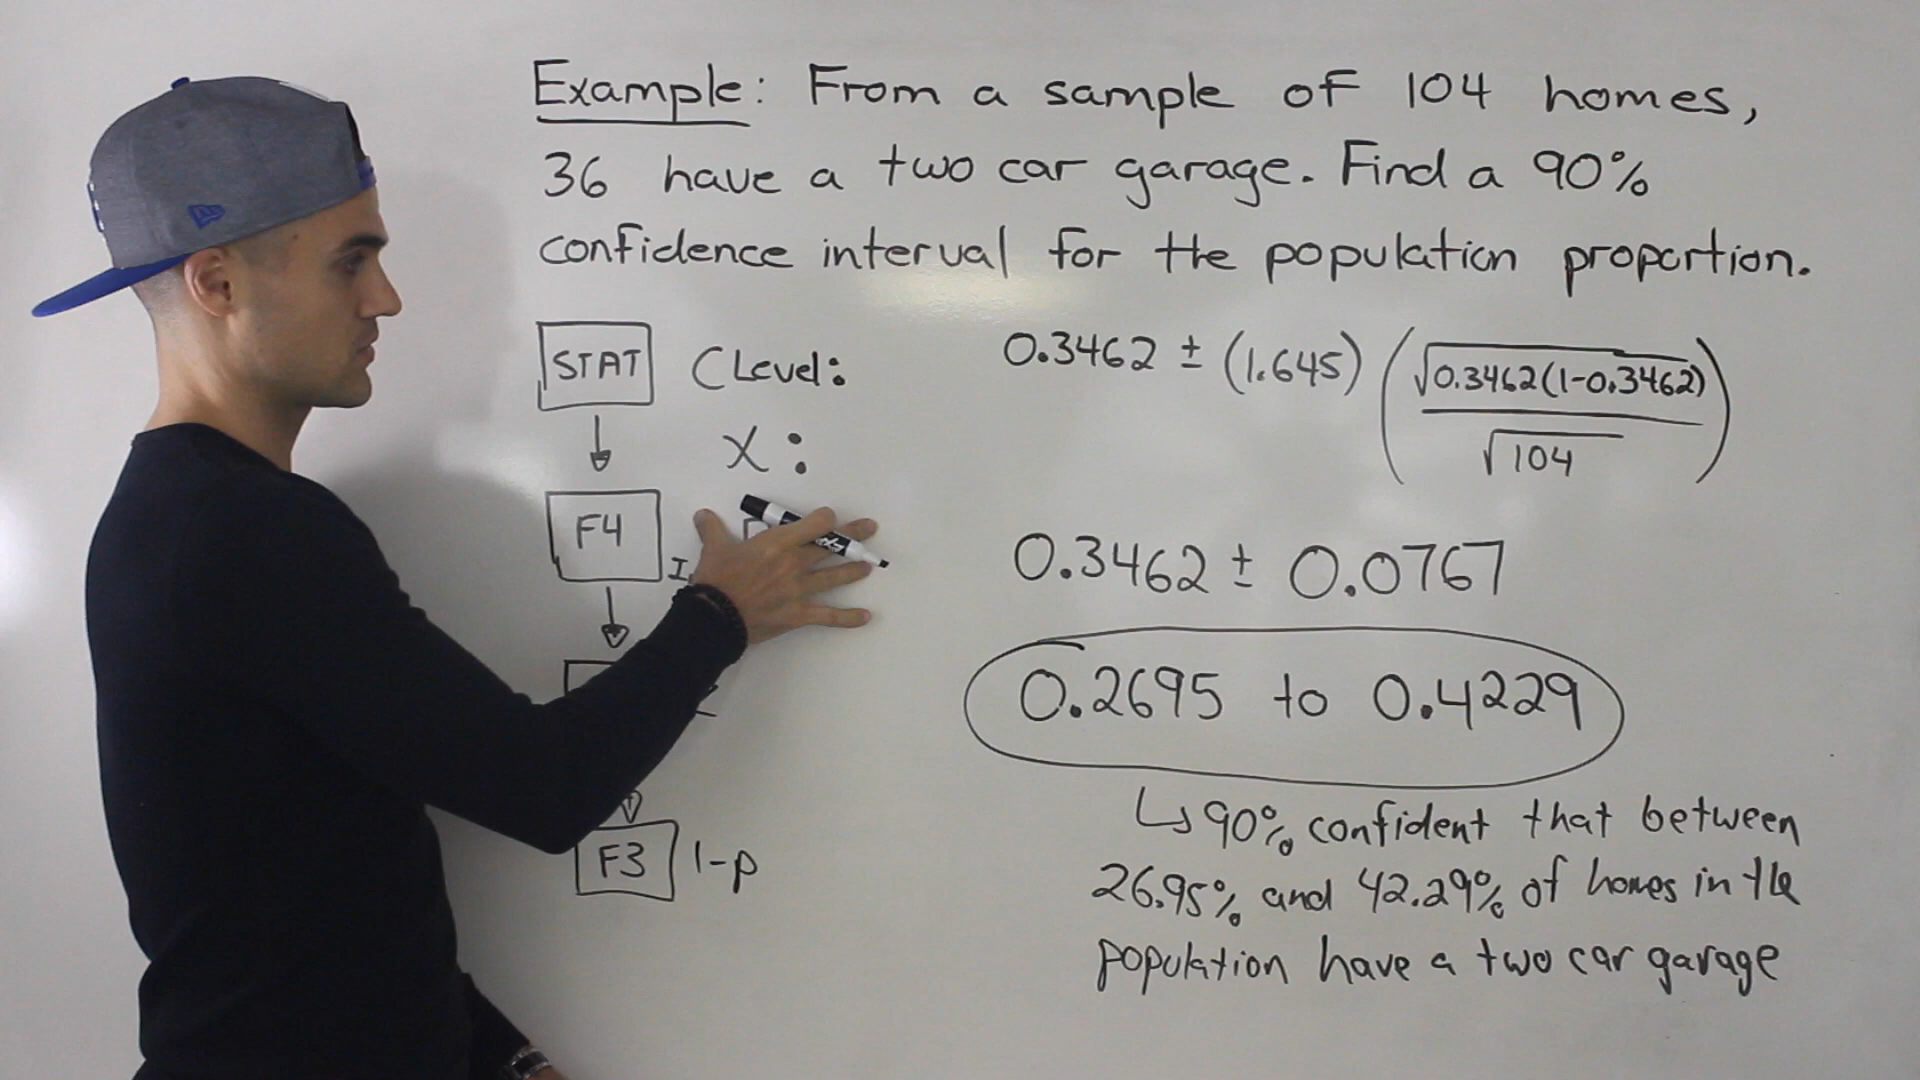 Example: From a sample of 104 homes,
36 have a two car garage. Find a 90%
confidence interval for the population proportion.
STAT
C Level:
X:
F4
F3 1-p
0.3462 ± (1.645) (√0.3462(1-0.3462) / √104)
0.3462 ± 0.0767
0.2695 to 0.4229
↳ 90% confident that between
26.95% and 42.29% of homes in the
population have a two car garage